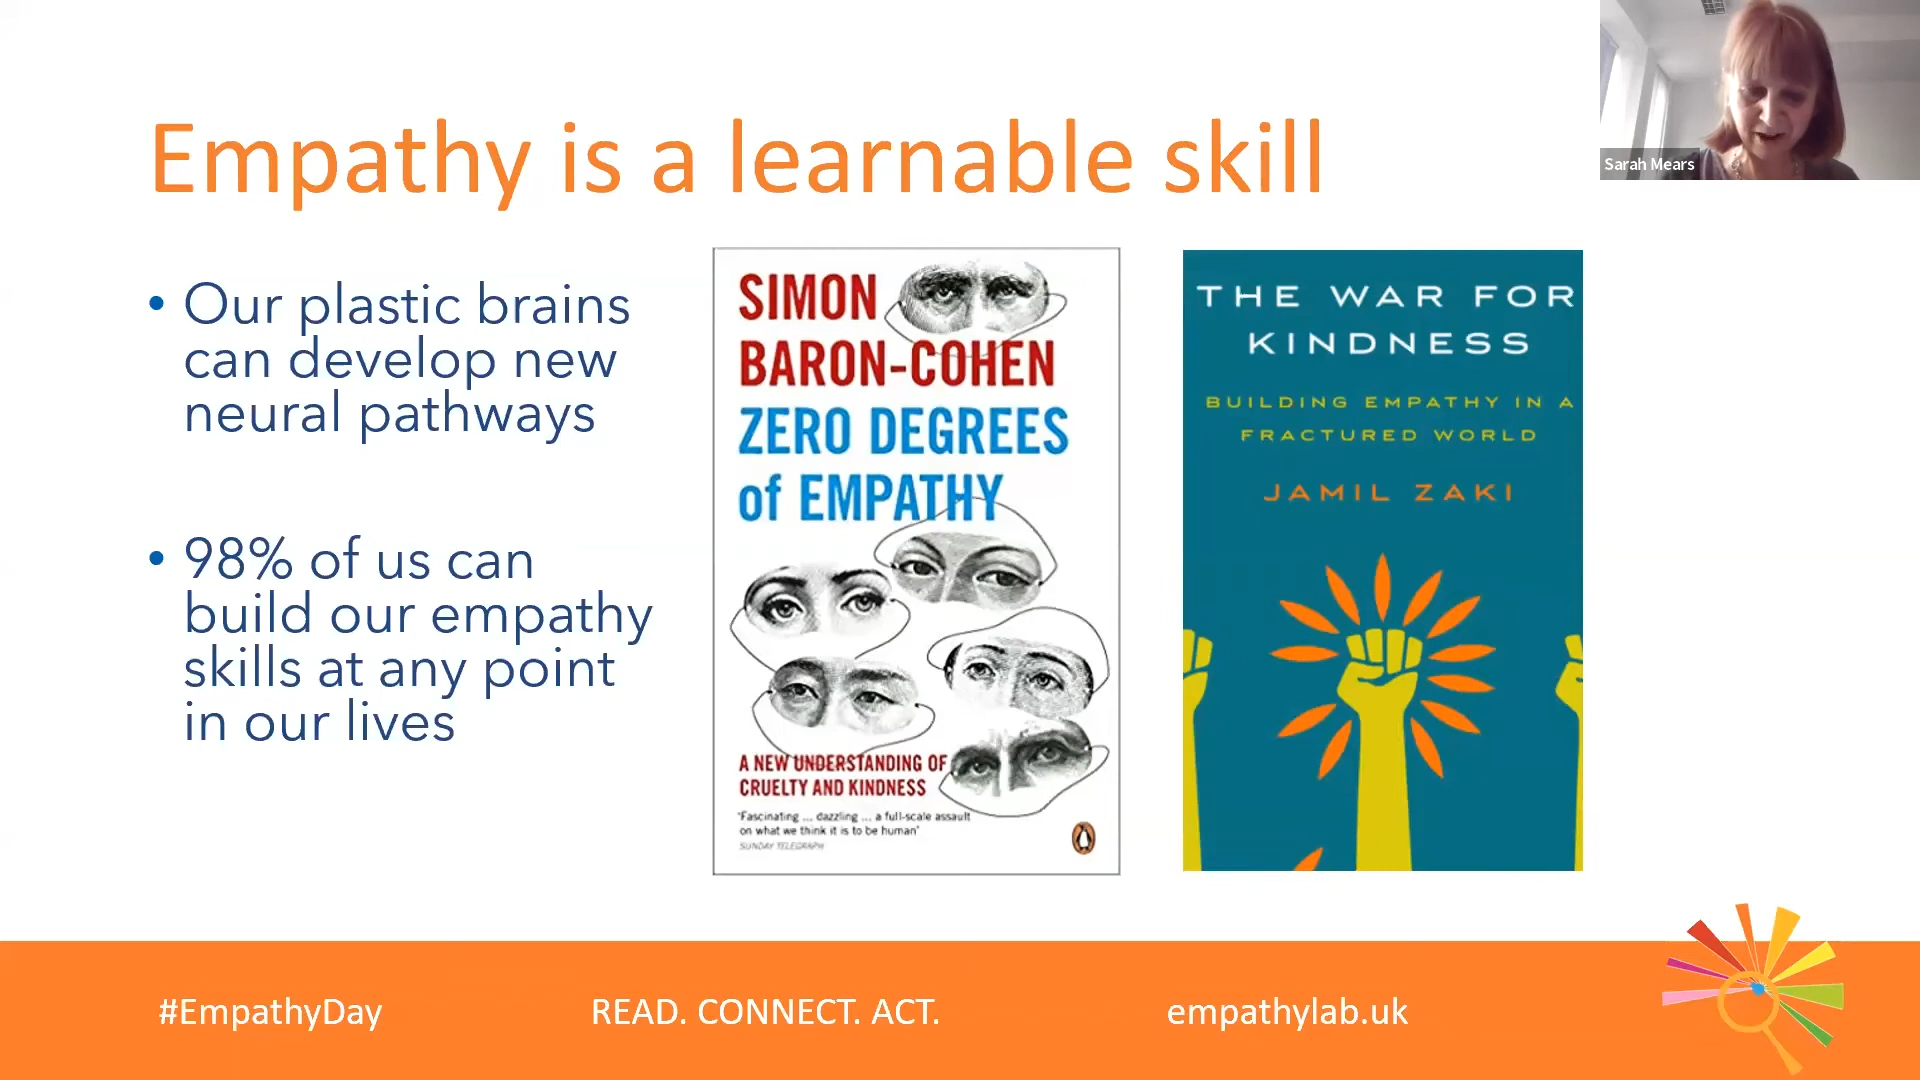 Sarah Mears
Empathy is a learnable skill
• Our plastic brains
can develop new
neural pathways
• 98% of us can
build our empathy
skills at any point
in our lives
SIMON
BARON-COHEN
ZERO DEGREES
of EMPATHY
A NEW UNDERSTANDING OF
CRUELTY AND KINDNESS
'Fascinating ... dazzling ... a full-scale assault
on what we think it is to be human'
SUNDAY TELEGRAPH
THE WAR FOR
KINDNESS
BUILDING EMPATHY IN A
FRACTURED WORLD
JAMIL ZAKI
#EmpathyDay
READ. CONNECT. ACT.
empathylab.uk